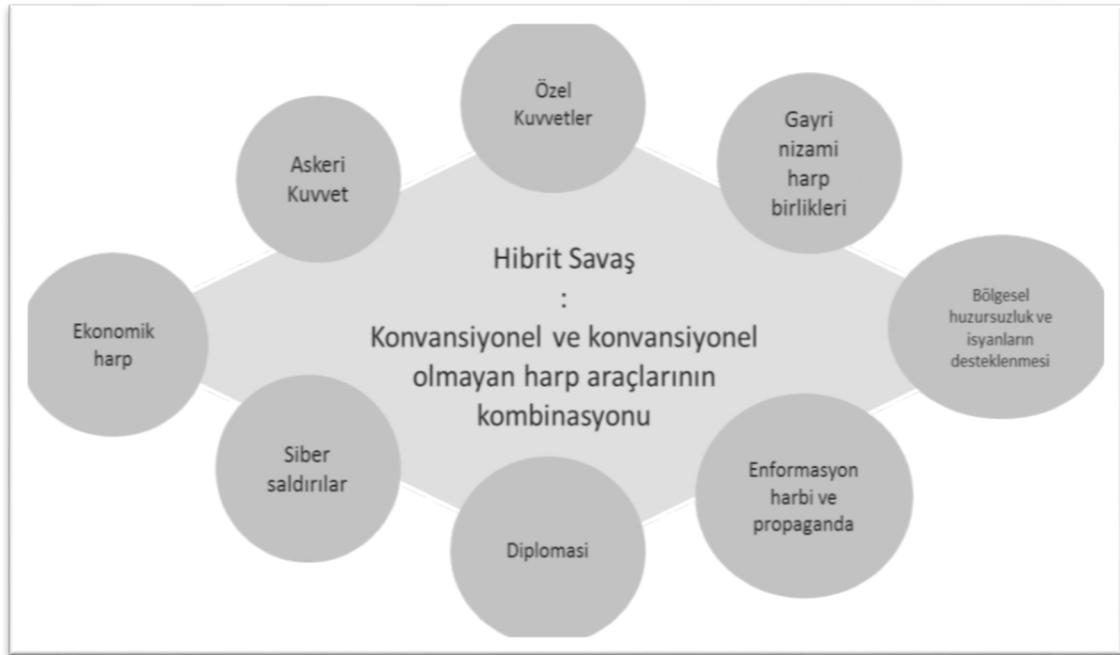 Özel
Kuvvetler
Gayri
nizami
harp
birlikleri
Askeri
Kuvvet
Hibrit Savaş
:
Konvansiyonel ve konvansiyonel
olmayan harp araçlarının
kombinasyonu
Bölgesel
huzursuzluk ve
isyanların
desteklenmesi
Ekonomik
harp
Siber
saldırılar
Enformasyon
harbi ve
propaganda
Diplomasi